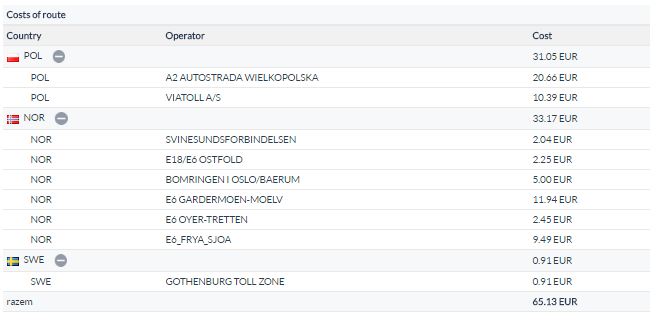 Costs of route
Country Operator Cost
POL 31.05 EUR
POL A2 AUTOSTRADA WIELKOPOLSKA 20.66 EUR
POL VIATOLL A/S 10.39 EUR
NOR 33.17 EUR
NOR SVINESUNDSFORBINDELSEN 2.04 EUR
NOR E18/E6 OSTFOLD 2.25 EUR
NOR BOMRINGEN I OSLO/BAERUM 5.00 EUR
NOR E6 GARDERMOEN-MOELV 11.94 EUR
NOR E6 OYER-TRETTEN 2.45 EUR
NOR E6_FRYA_SJOA 9.49 EUR
SWE 0.91 EUR
SWE GOTHENBURG TOLL ZONE 0.91 EUR
razem 65.13 EUR